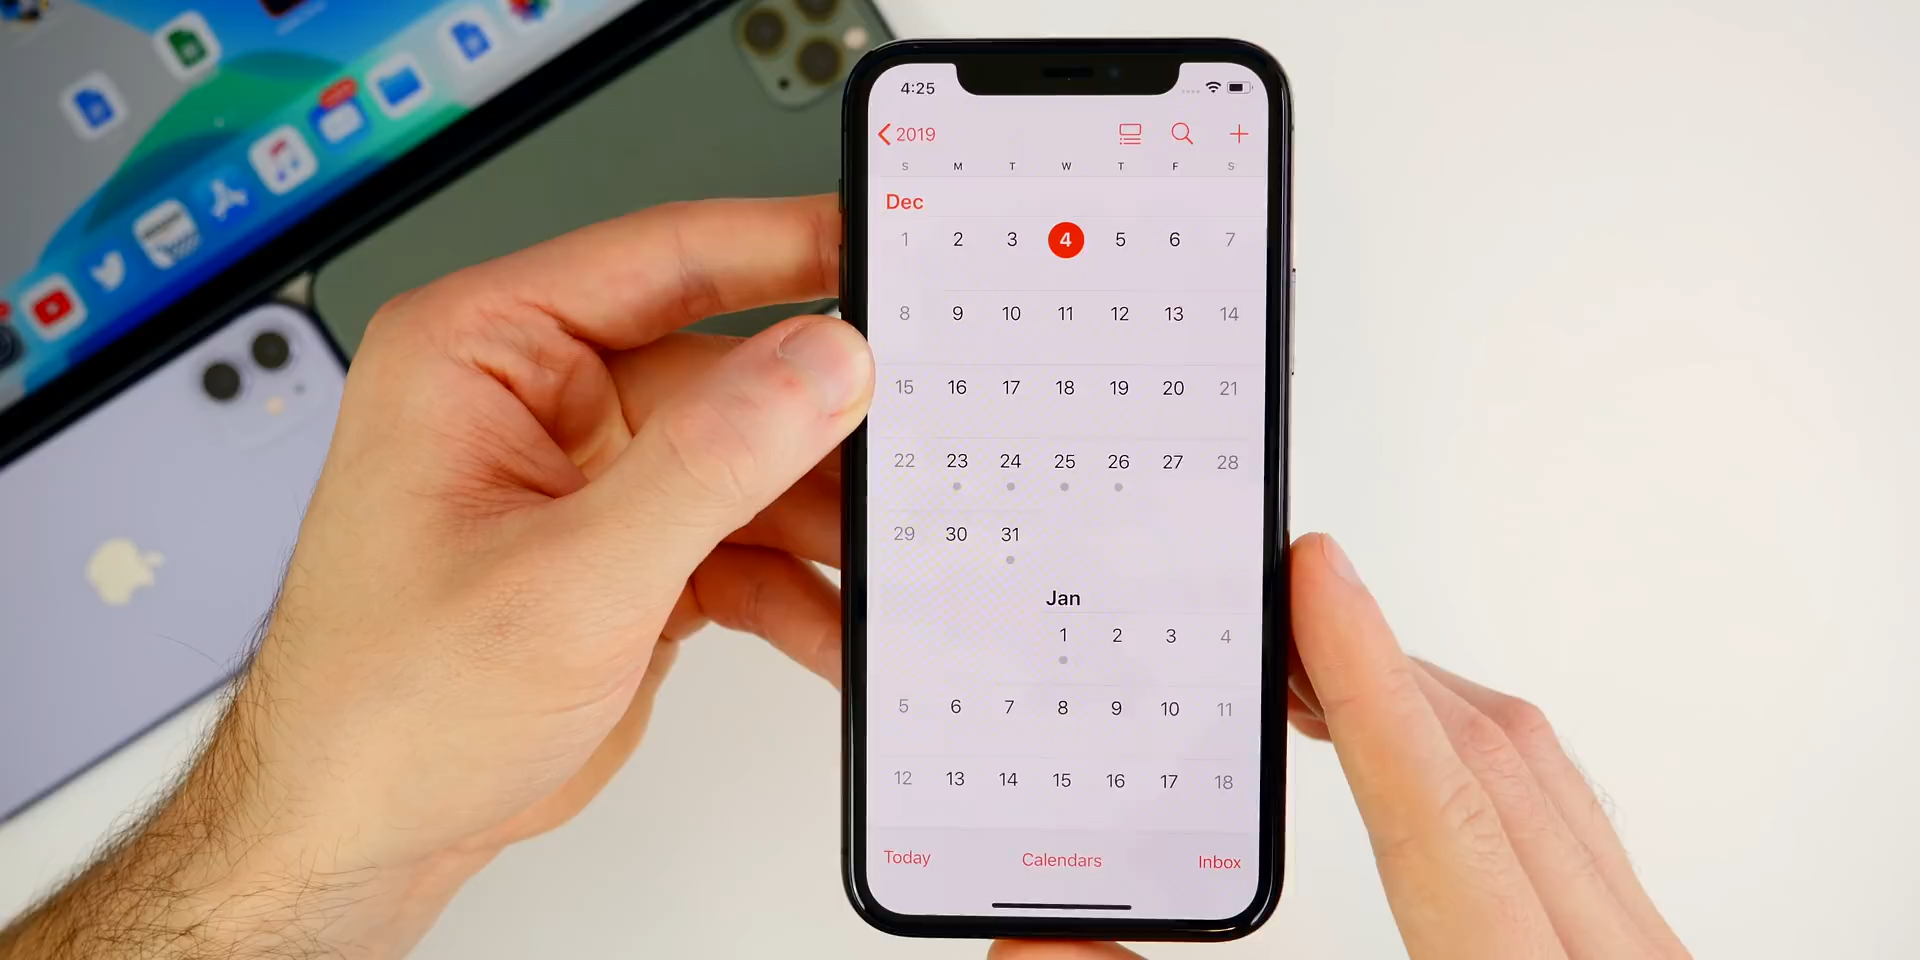 4:25
2019
S M T W T F S
Dec
1 2 3 4 5 6 7
8 9 10 11 12 13 14
15 16 17 18 19 20 21
22 23 24 25 26 27 28
29 30 31
Jan
1 2 3 4
5 6 7 8 9 10 11
12 13 14 15 16 17 18
Today Calendars Inbox